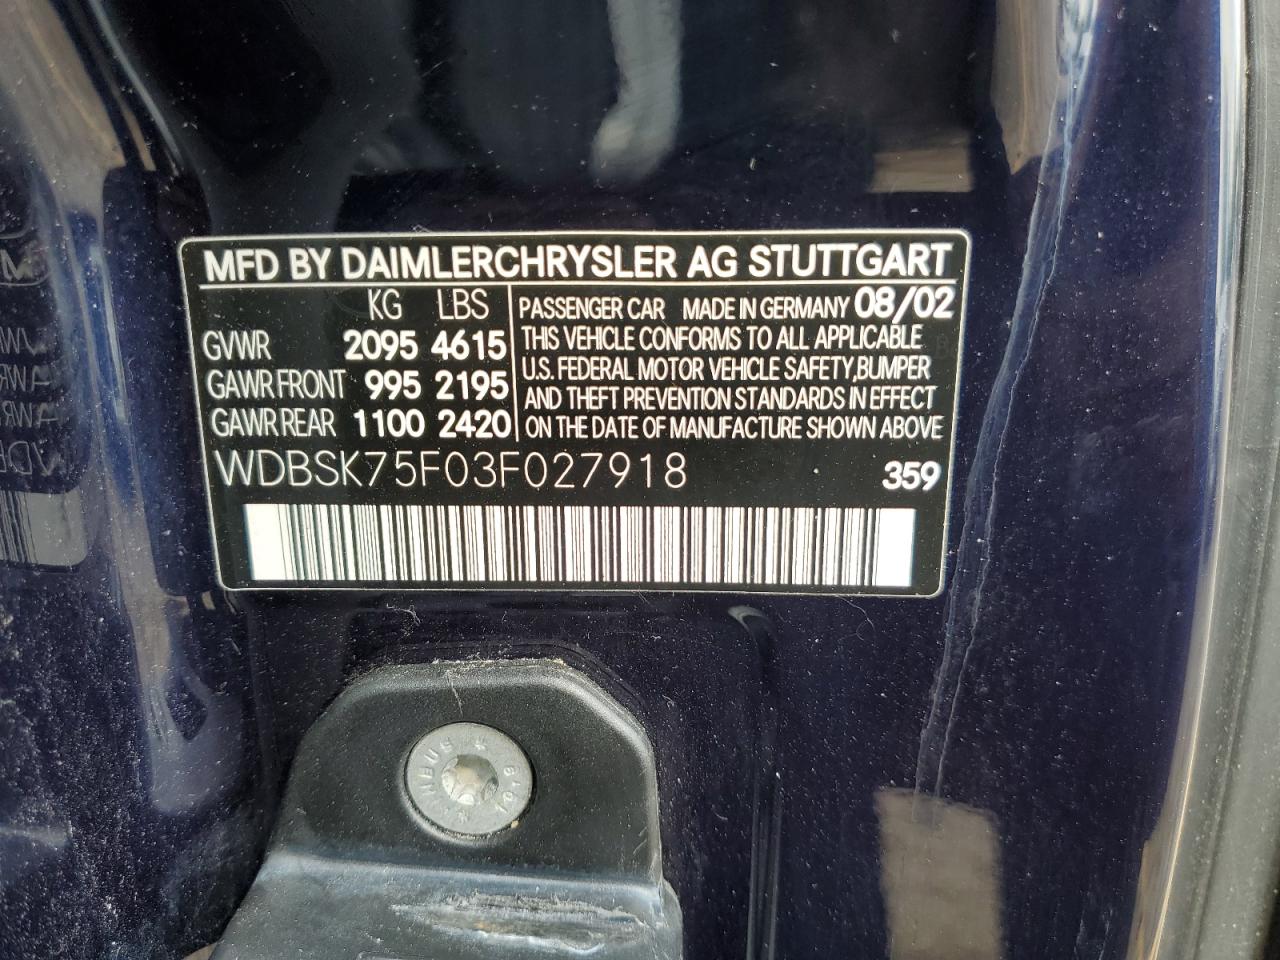 MFD BY DAIMLERCHRYSLER AG STUTTGART
KG LBS
GVWR 2095 4615
GAWR FRONT 995 2195
GAWR REAR 1100 2420
PASSENGER CAR MADE IN GERMANY 08/02
THIS VEHICLE CONFORMS TO ALL APPLICABLE
U.S. FEDERAL MOTOR VEHICLE SAFETY, BUMPER
AND THEFT PREVENTION STANDARDS IN EFFECT
ON THE DATE OF MANUFACTURE SHOWN ABOVE
WDBSK75F03F027918 359